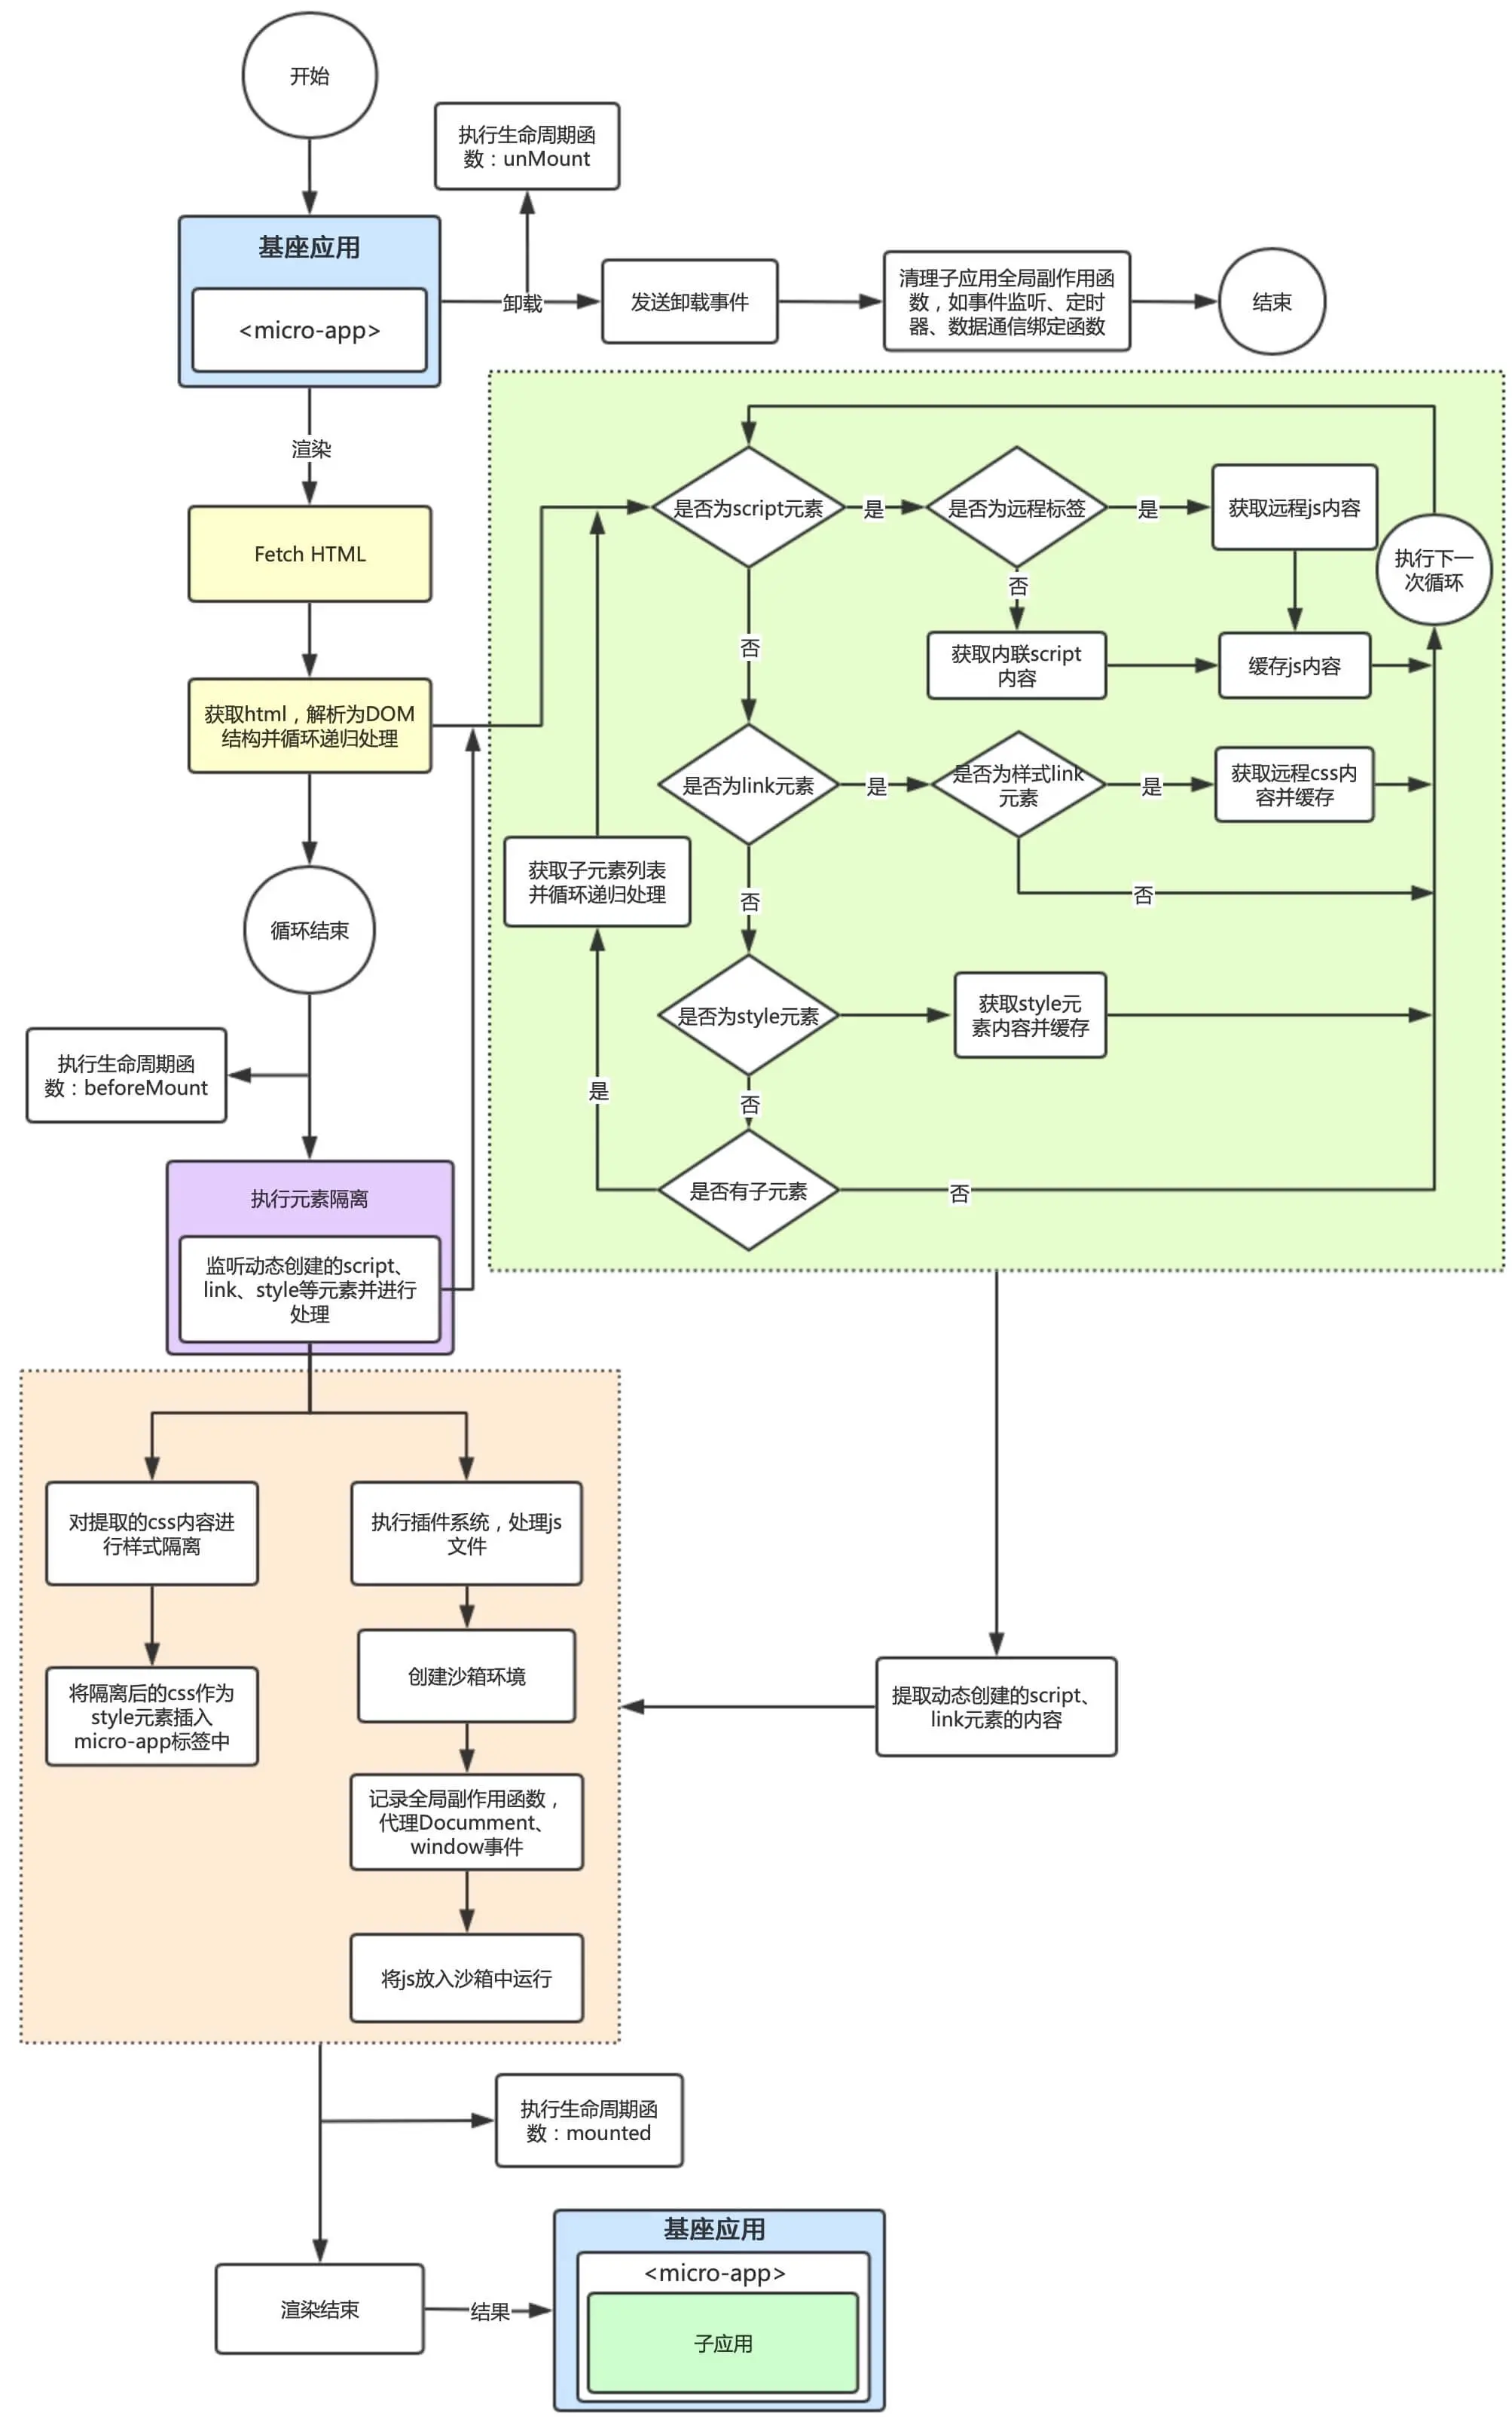 开始
执行生命周期函
数：unMount
基座应用
<micro-app>
卸载
发送卸载事件
清理子应用全局副作用函
数，如事件监听、定时
器、数据通信绑定函数
结束
渲染
Fetch HTML
获取html，解析为DOM
结构并循环递归处理
循环结束
执行生命周期函
数：beforeMount
执行元素隔离
监听动态创建的script、
link、style等元素并进行
处理
是否为script元素
是
是否为远程标签
是
获取远程js内容
执行下一
次循环
否
否
获取内联script
内容
缓存js内容
是否为link元素
是
是否为样式link
元素
是
获取远程css内
容并缓存
获取子元素列表
并循环递归处理
否
否
是否为style元素
获取style元
素内容并缓存
是
否
是否有子元素
否
对提取的css内容进
行样式隔离
执行插件系统，处理js
文件
将隔离后的css作为
style元素插入
micro-app标签中
创建沙箱环境
提取动态创建的script、
link元素的内容
记录全局副作用函数，
代理Documment、
window事件
将js放入沙箱中运行
执行生命周期函
数：mounted
渲染结束
结果
基座应用
<micro-app>
子应用